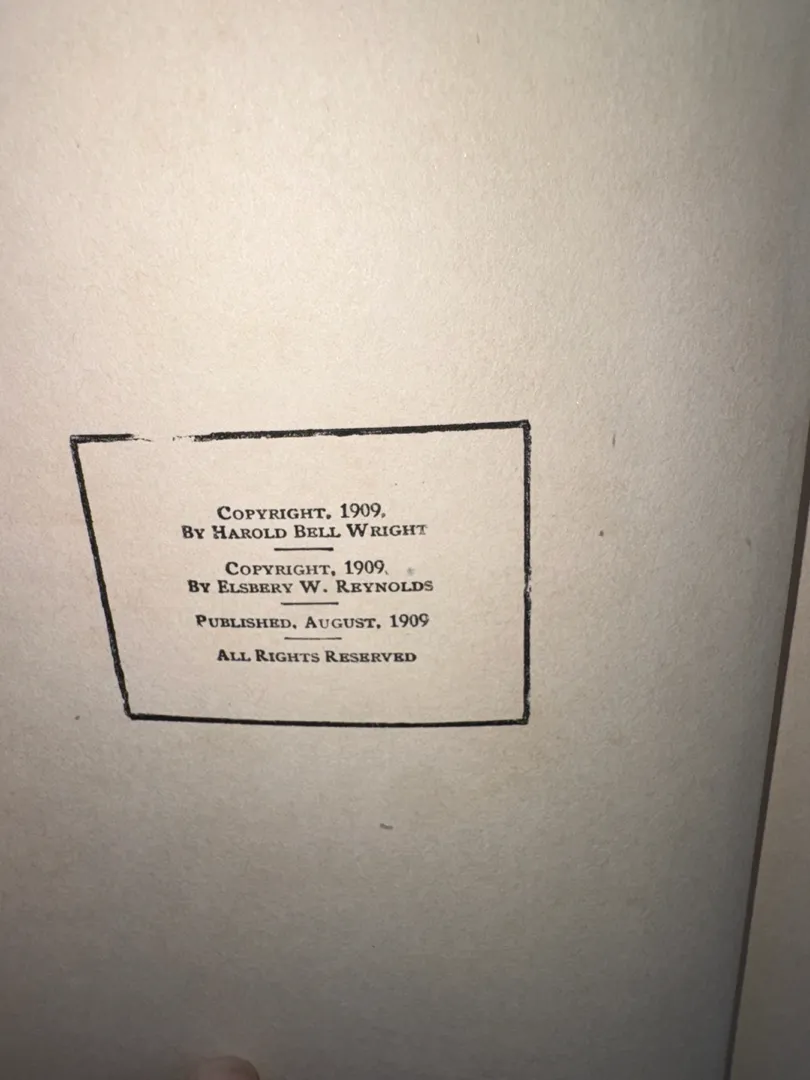 COPYRIGHT, 1909,
BY HAROLD BELL WRIGHT
COPYRIGHT, 1909,
BY ELSBERY W. REYNOLDS
PUBLISHED, AUGUST, 1909
ALL RIGHTS RESERVED